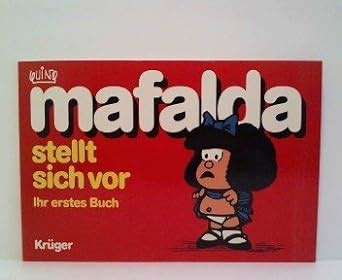 Quino
mafalda
stellt
sich vor
Ihr erstes Buch
Krüger